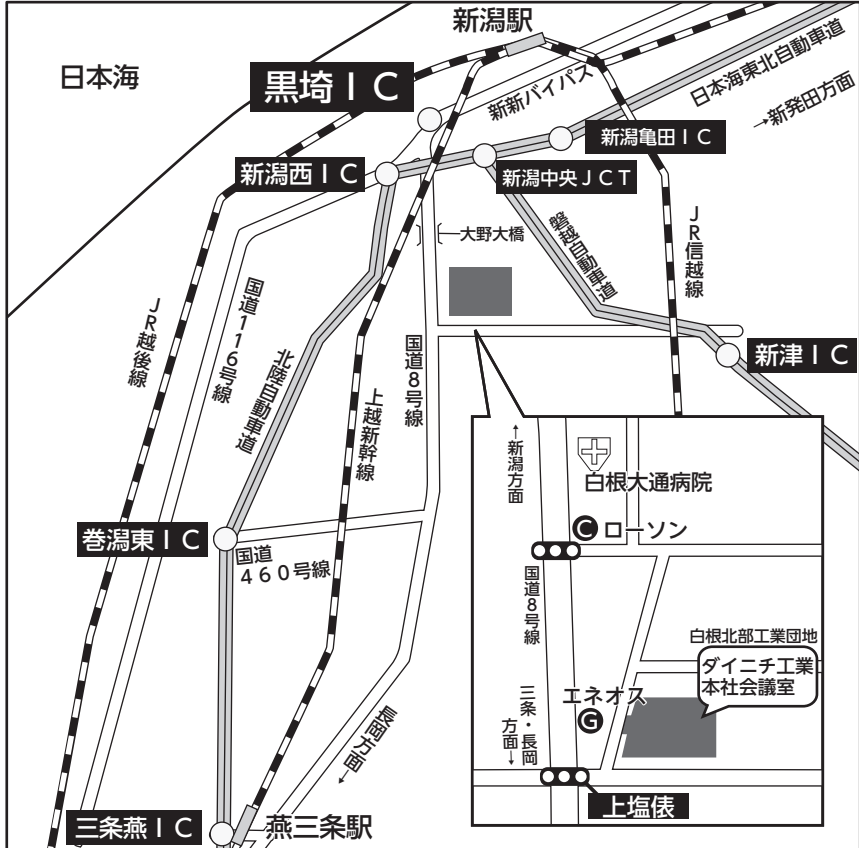 新潟駅
日本海
黒埼ＩＣ
新新バイパス
日本海東北自動車道
→新発田方面
新潟亀田ＩＣ
新潟西ＩＣ
新潟中央ＪＣＴ
大野大橋
磐越自動車道
ＪＲ信越線
ＪＲ越後線
国道１１６号線
北陸自動車道
上越新幹線
国道８号線
新津ＩＣ
←新潟方面
白根大通病院
C ローソン
国道８号線
巻潟東ＩＣ
国道
４６０号線
白根北部工業団地
ダイニチ工業
本社会議室
エネオス
G
三条・長岡
方面→
上塩俵
長岡方面→
三条燕ＩＣ
燕三条駅